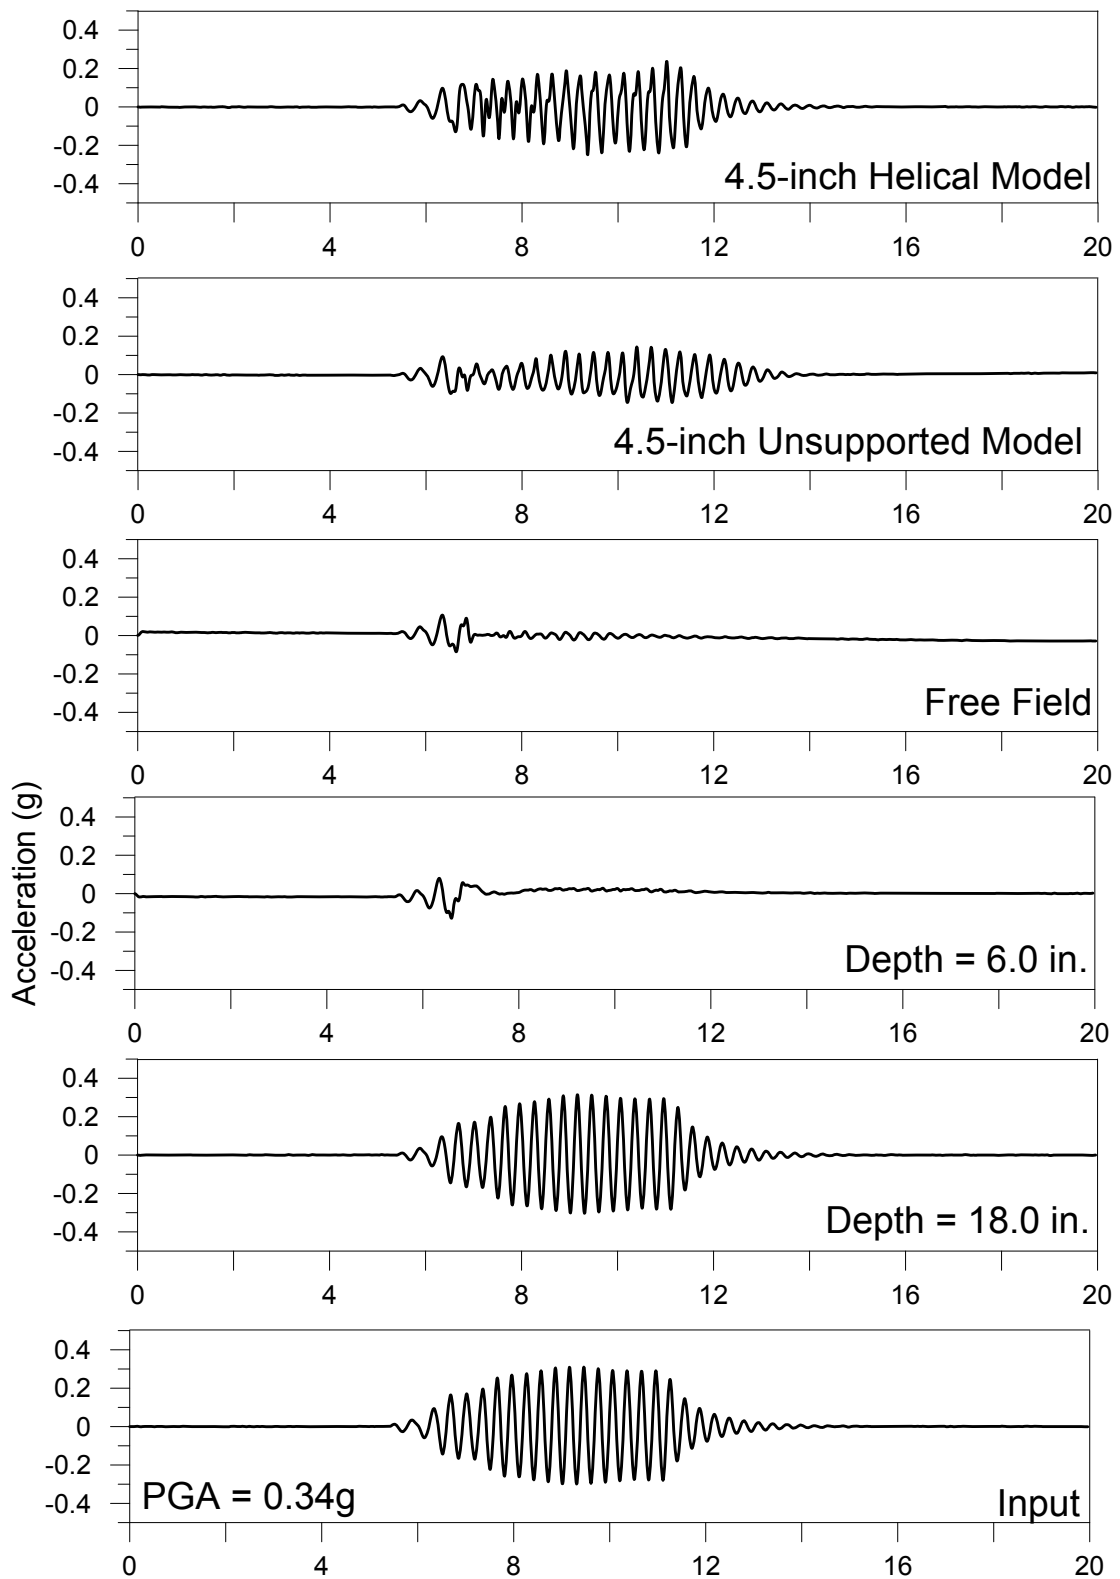 0.4
0.2
0
-0.2
-0.4
4.5-inch Helical Model
0 4 8 12 16 20
0.4
0.2
0
-0.2
-0.4
4.5-inch Unsupported Model
0 4 8 12 16 20
0.4
0.2
0
-0.2
-0.4
Free Field
0 4 8 12 16 20
Acceleration (g)
0.4
0.2
0
-0.2
-0.4
Depth = 6.0 in.
0 4 8 12 16 20
0.4
0.2
0
-0.2
-0.4
Depth = 18.0 in.
0 4 8 12 16 20
0.4
0.2
0
-0.2
-0.4
PGA = 0.34g Input
0 4 8 12 16 20